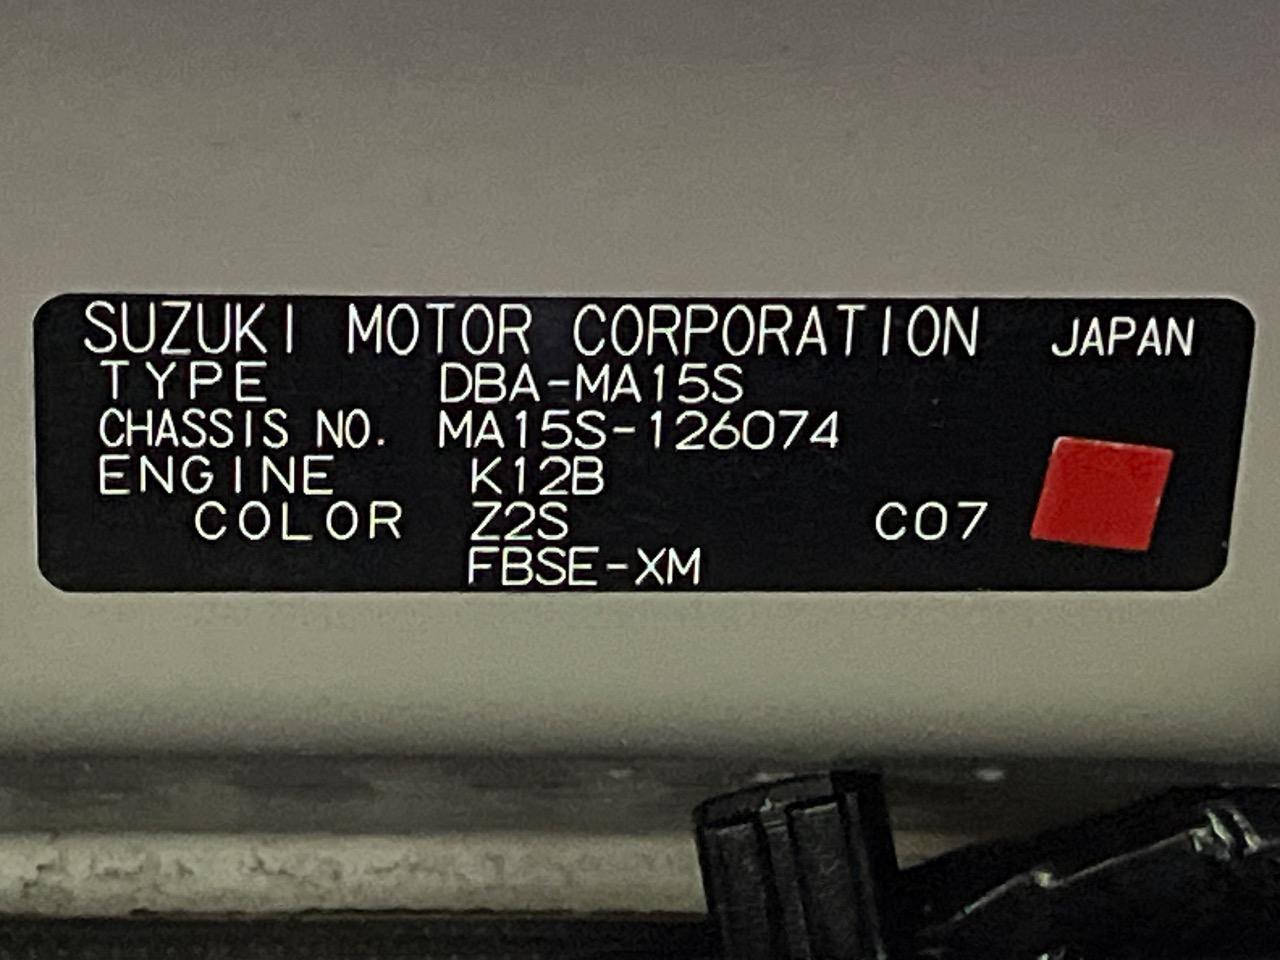 SUZUKI MOTOR CORPORATION JAPAN
TYPE DBA-MA15S
CHASSIS NO. MA15S-126074
ENGINE K12B
COLOR Z2S C07
FBSE-XM